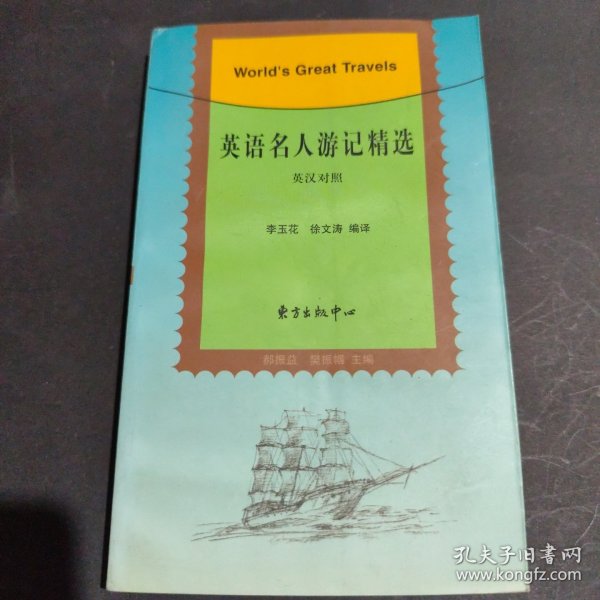 World's Great Travels
英语名人游记精选
英汉对照
李玉花 徐文涛 编译
东方出版中心
郝振益 樊振帼 主编
孔夫子旧书网
www.kongfz.com